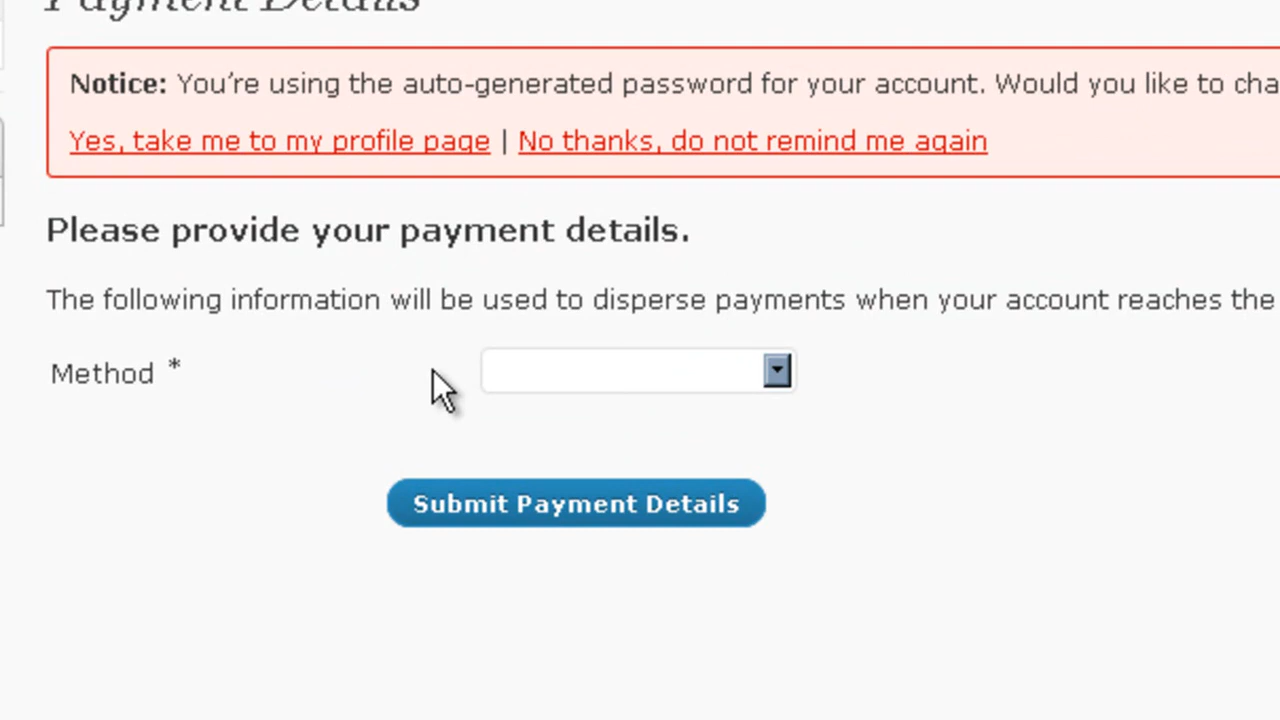 Payment Details
Notice: You're using the auto-generated password for your account. Would you like to cha
Yes, take me to my profile page | No thanks, do not remind me again
Please provide your payment details.
The following information will be used to disperse payments when your account reaches the
Method *
Submit Payment Details